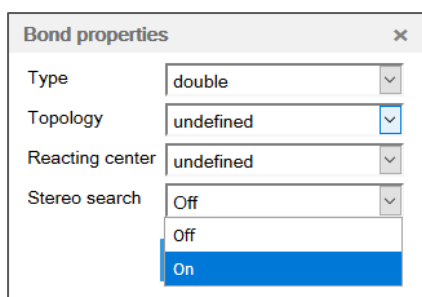 Bond properties ×
Type double
Topology undefined
Reacting center undefined
Stereo search Off
Off
On